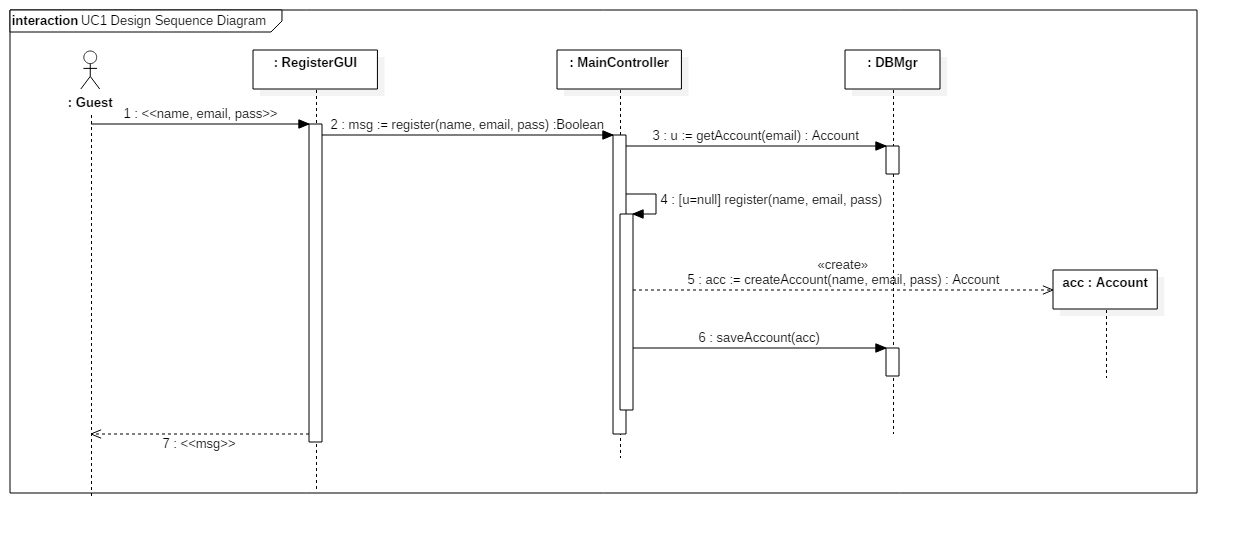 interaction UC1 Design Sequence Diagram
: RegisterGUI
: MainController
: DBMgr
: Guest
1 : <<name, email, pass>>
2 : msg := register(name, email, pass) :Boolean
3 : u := getAccount(email) : Account
4 : [u=null] register(name, email, pass)
«create»
5 : acc := createAccount(name, email, pass) : Account
acc : Account
6 : saveAccount(acc)
7 : <<msg>>